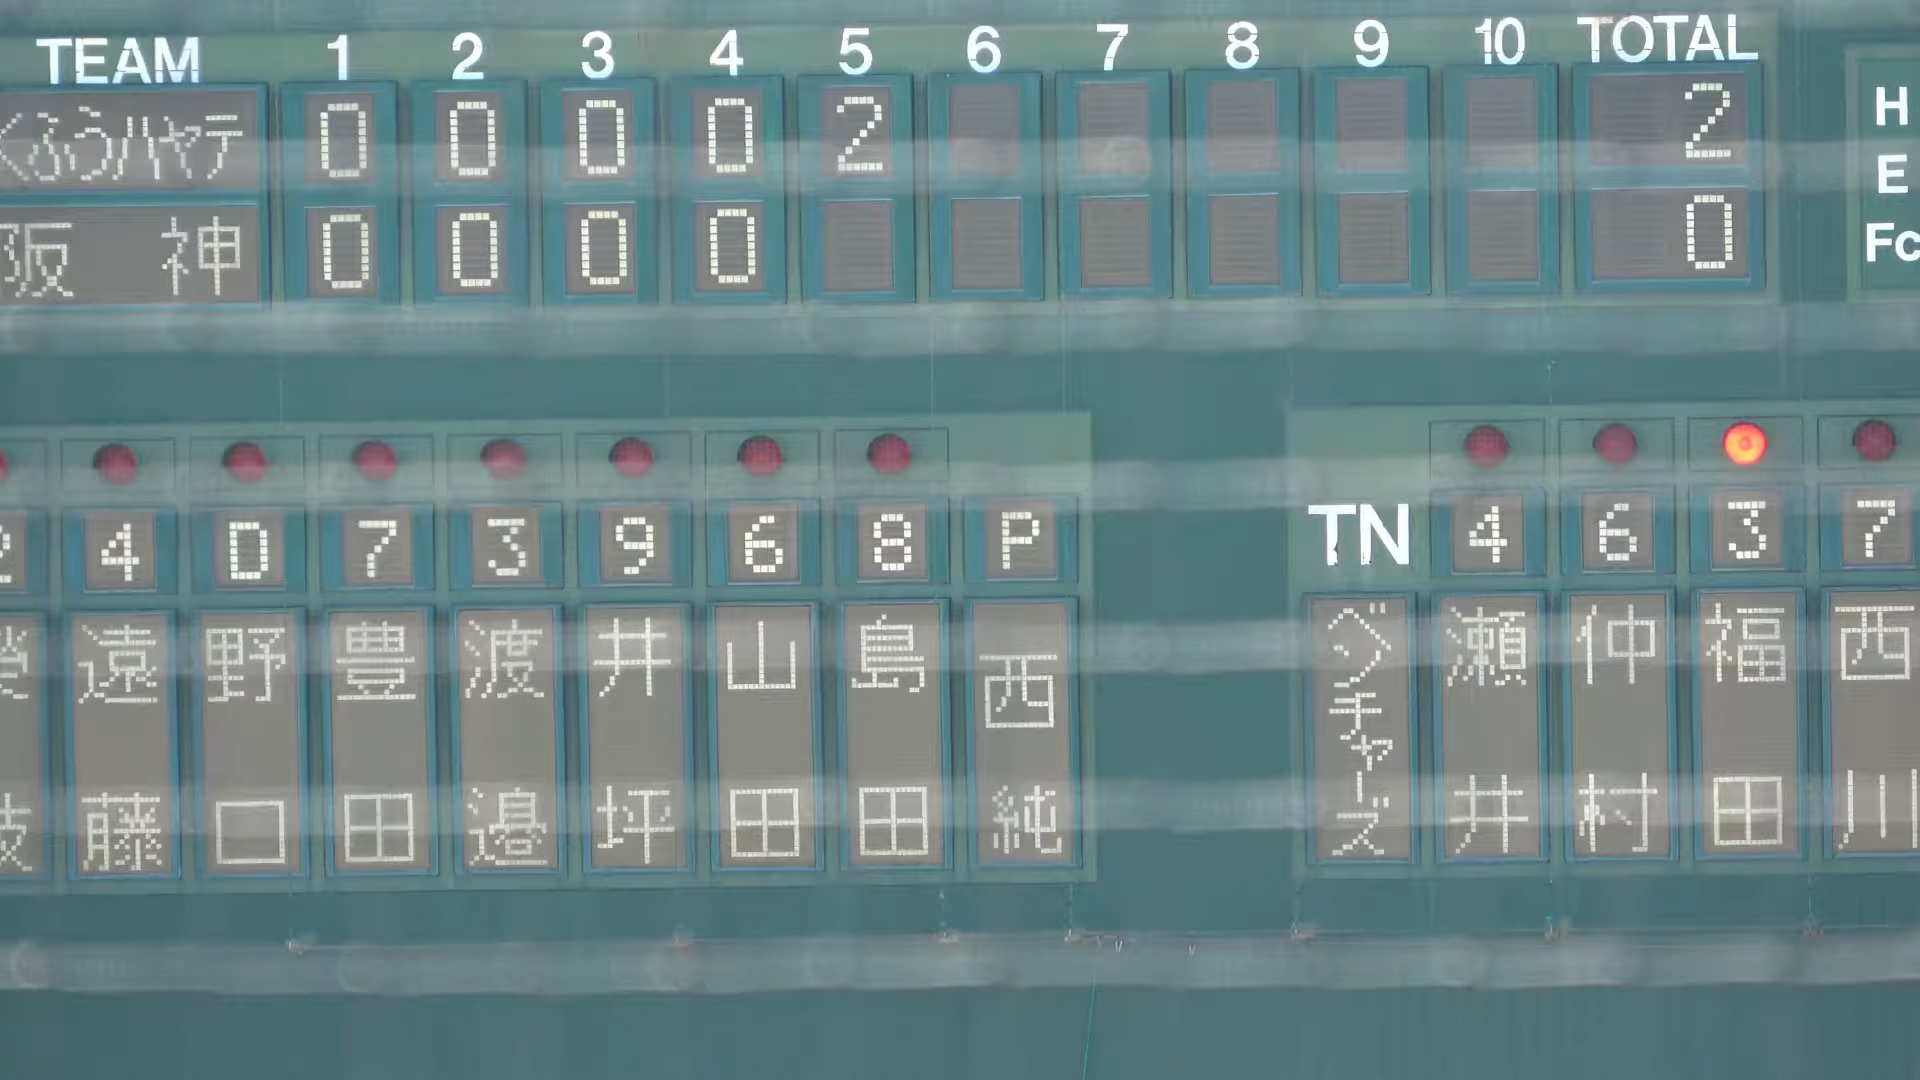 TEAM 1 2 3 4 5 6 7 8 9 10 TOTAL
くふうハヤテ 0 0 0 0 2 2
阪神 0 0 0 0 0
H
E
Fc
2 4 D 7 3 9 6 8 P
遠藤
野口
豊田
渡邉
井坪
山田
島田
西純
TN 4 6 3 7
ベンチャーズ
瀬井
仲村
福田
西川